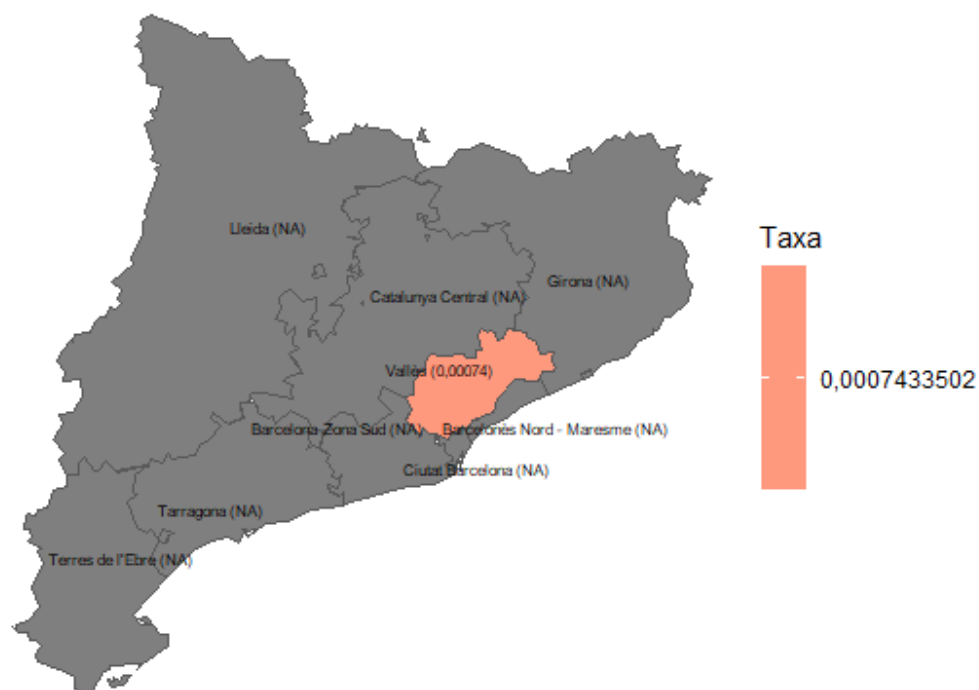 Lleida (NA)
Girona (NA)
Catalunya Central (NA)
Vallès (0,00074)
Barcelona-Zona Sud (NA)
Barcelonès Nord - Maresme (NA)
Ciutat Barcelona (NA)
Tarragona (NA)
Terres de l'Ebre (NA)
Taxa
0,0007433502